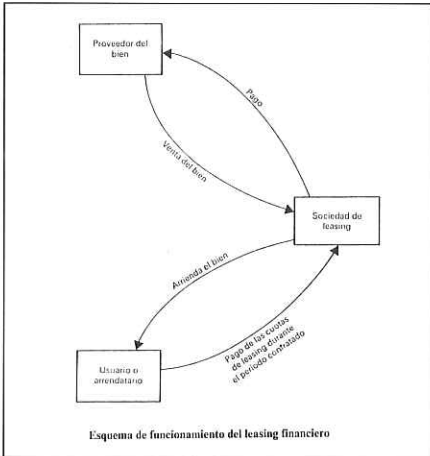 Proveedor del
bien
Pago
Venta del bien
Sociedad de
leasing
Arrienda el bien
Pago de las cuotas
de leasing durante
el período contratado
Usuario o
arrendatario
Esquema de funcionamiento del leasing financiero